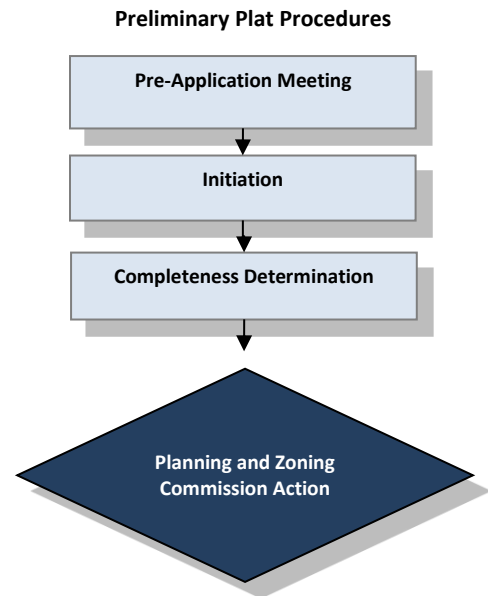 Preliminary Plat Procedures
Pre-Application Meeting
Initiation
Completeness Determination
Planning and Zoning
Commission Action